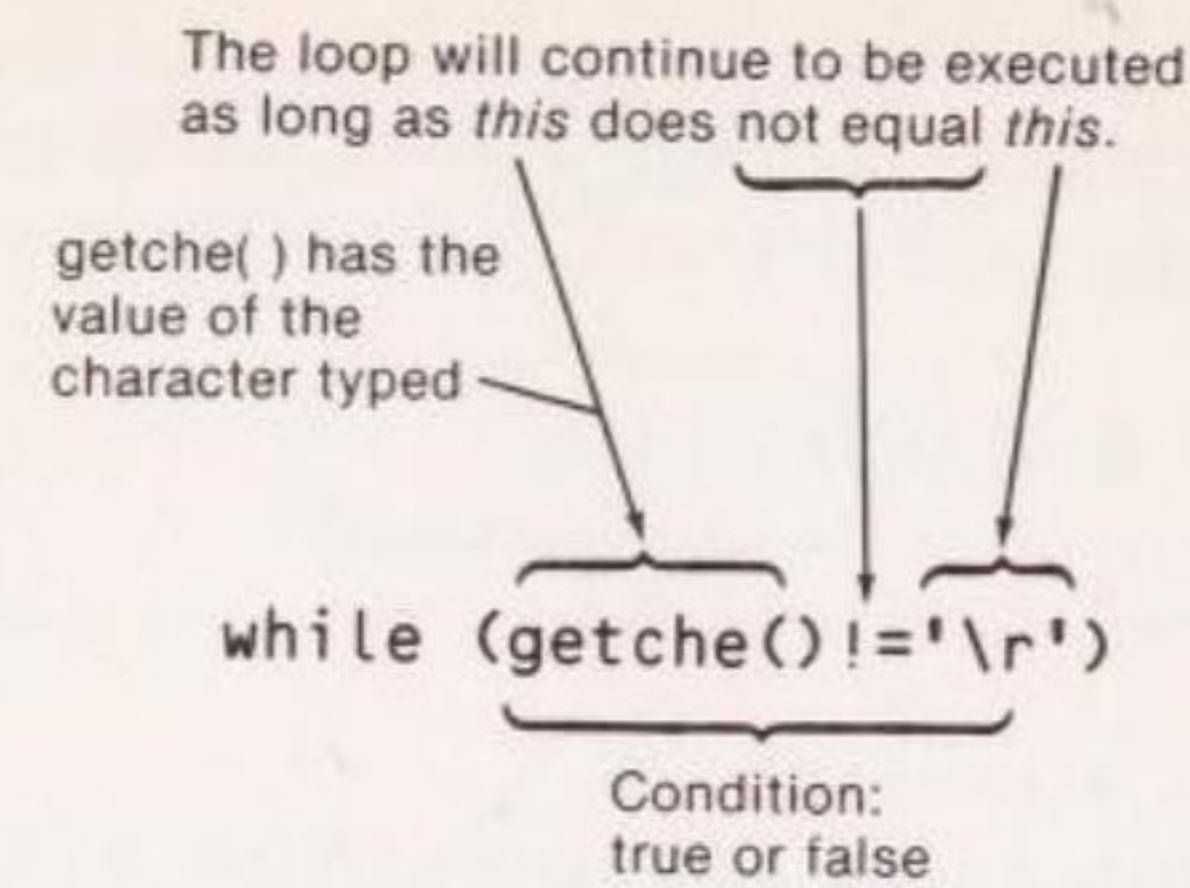 The loop will continue to be executed
as long as this does not equal this.
getche( ) has the
value of the
character typed
while (getche()!='\r')
Condition:
true or false